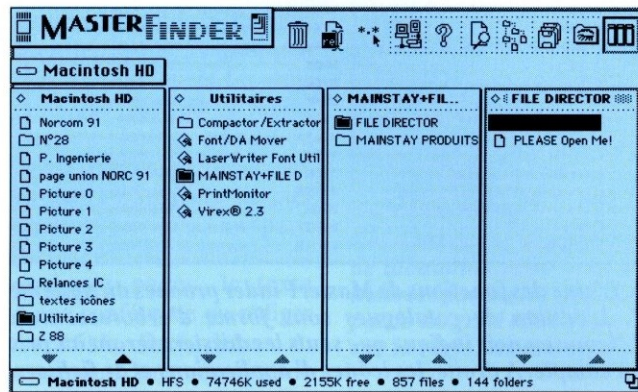 MASTERFINDER
Macintosh HD
Macintosh HD
Norcom 91
N°28
P. Ingenierie
page union NORC 91
Picture 0
Picture 1
Picture 2
Picture 3
Picture 4
Relances IC
textes icônes
Utilitaires
Z 88
Utilitaires
Compactor/Extractor
Font/DA Mover
LaserWriter Font Util
MAINSTAY+FILE D
PrintMonitor
Virex® 2.3
MAINSTAY+FIL..
FILE DIRECTOR
MAINSTAY PRODUITS
FILE DIRECTOR
PLEASE Open Me!
Macintosh HD • HFS • 74746K used • 2155K free • 857 files • 144 folders